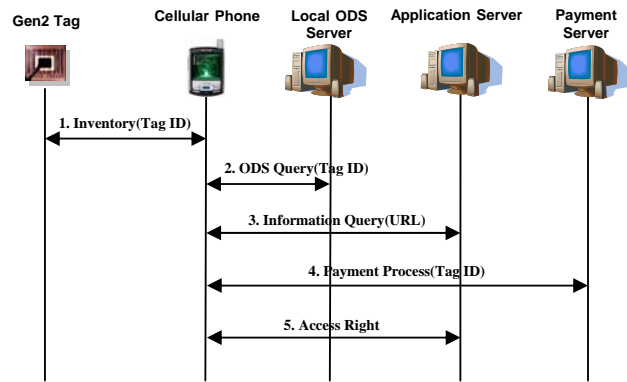 Gen2 Tag
Cellular Phone
Local ODS
Server
Application Server
Payment
Server
1. Inventory(Tag ID)
2. ODS Query(Tag ID)
3. Information Query(URL)
4. Payment Process(Tag ID)
5. Access Right